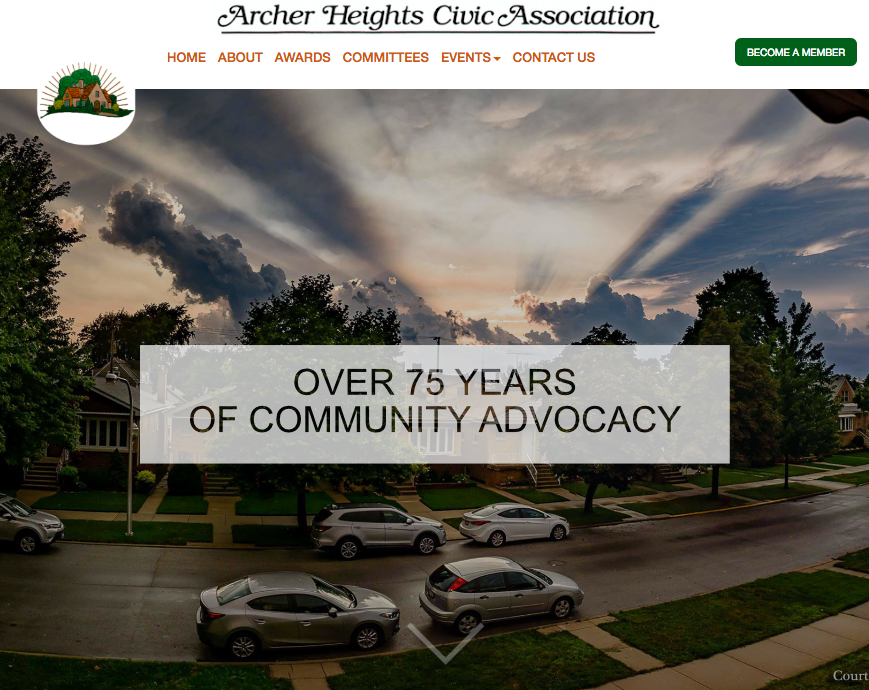 Archer Heights Civic Association
HOME ABOUT AWARDS COMMITTEES EVENTS CONTACT US
BECOME A MEMBER
OVER 75 YEARS
OF COMMUNITY ADVOCACY
Court